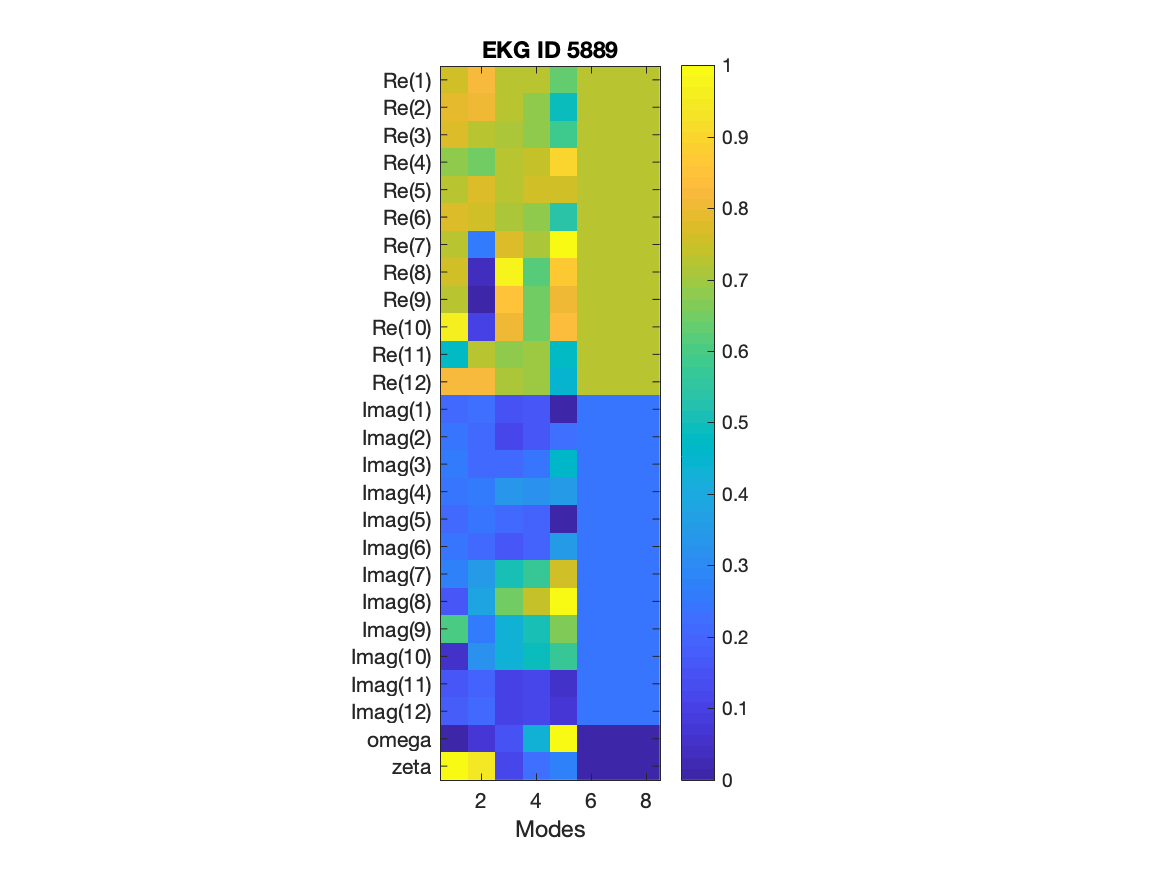 EKG ID 5889
Re(1)
Re(2)
Re(3)
Re(4)
Re(5)
Re(6)
Re(7)
Re(8)
Re(9)
Re(10)
Re(11)
Re(12)
Imag(1)
Imag(2)
Imag(3)
Imag(4)
Imag(5)
Imag(6)
Imag(7)
Imag(8)
Imag(9)
Imag(10)
Imag(11)
Imag(12)
omega
zeta
2 4 6 8
Modes
1
0.9
0.8
0.7
0.6
0.5
0.4
0.3
0.2
0.1
0